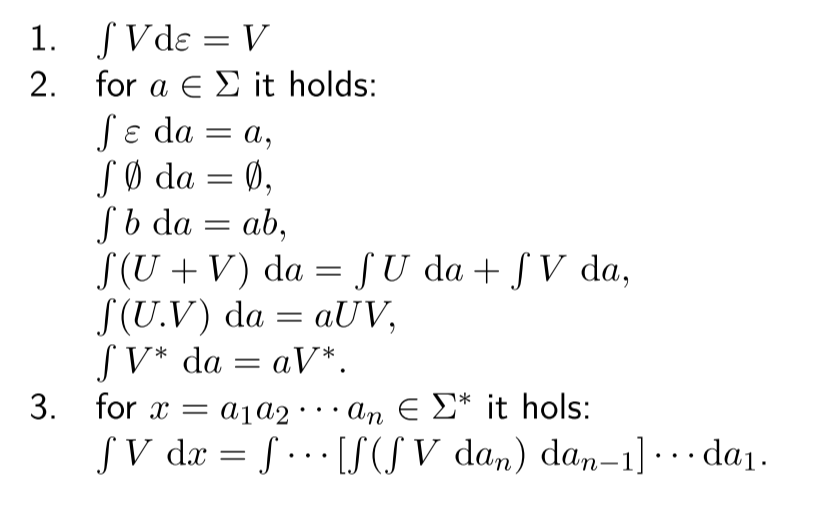 1. ∫ V dε = V
2. for a ∈ Σ it holds:
∫ ε da = a,
∫ ∅ da = ∅,
∫ b da = ab,
∫(U + V) da = ∫ U da + ∫ V da,
∫(U.V) da = aUV,
∫ V* da = aV*.
3. for x = a₁a₂ ··· aₙ ∈ Σ* it hols:
∫ V dx = ∫ ··· [∫(∫ V daₙ) daₙ₋₁] ··· da₁.